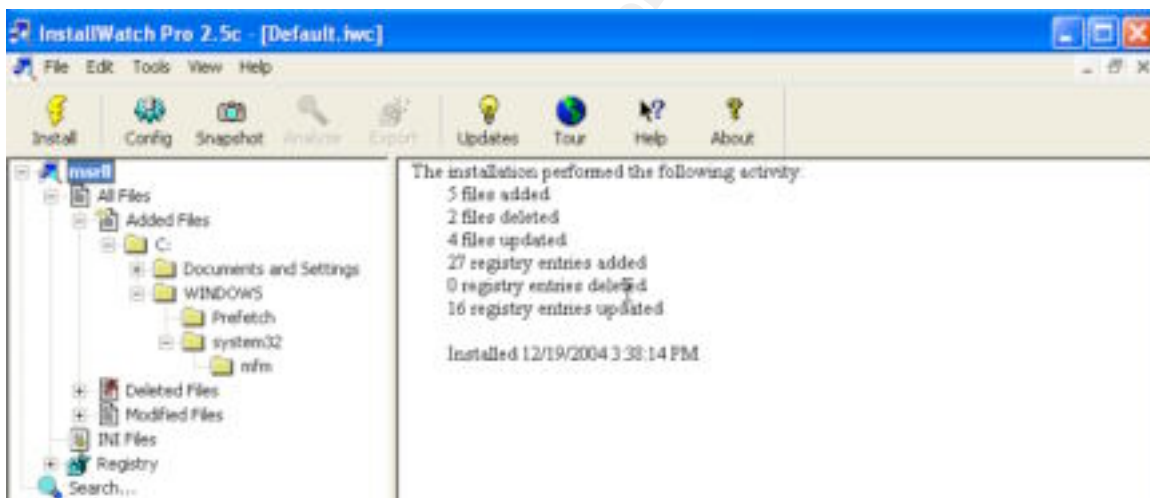 InstallWatch Pro 2.5c - [Default.iwc]
File Edit Tools View Help
Install Config Snapshot Analyze Export Updates Tour Help About
msrll
All Files
Added Files
C:
Documents and Settings
WINDOWS
Prefetch
system32
mfm
Deleted Files
Modified Files
INI Files
Registry
Search...
The installation performed the following activity:
5 files added
2 files deleted
4 files updated
27 registry entries added
0 registry entries deleted
16 registry entries updated
Installed 12/19/2004 3:38:14 PM